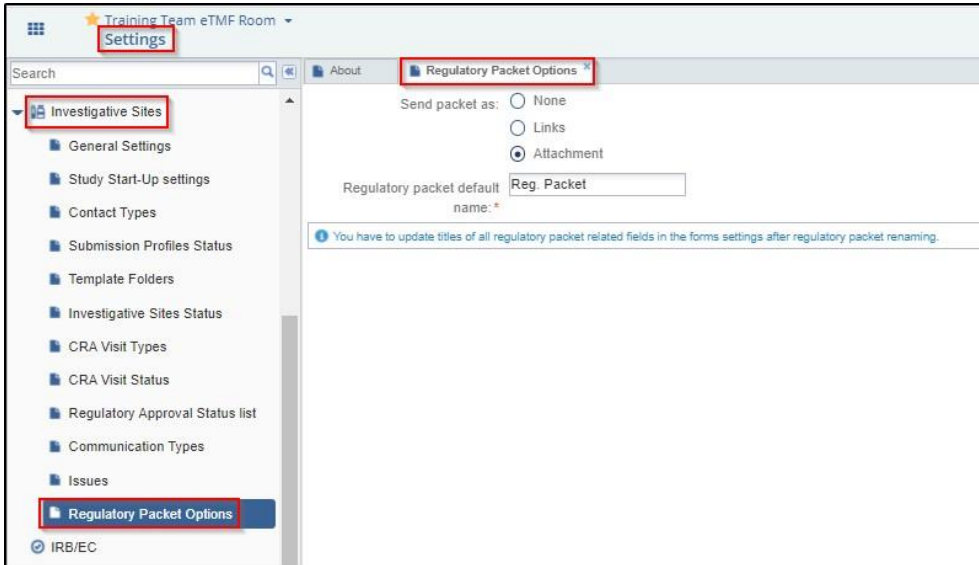 Training Team eTMF Room
Settings
Search
Investigative Sites
General Settings
Study Start-Up settings
Contact Types
Submission Profiles Status
Template Folders
Investigative Sites Status
CRA Visit Types
CRA Visit Status
Regulatory Approval Status list
Communication Types
Issues
Regulatory Packet Options
IRB/EC
About
Regulatory Packet Options
Send packet as:
None
Links
Attachment
Regulatory packet default
name:*
Reg. Packet
You have to update titles of all regulatory packet related fields in the forms settings after regulatory packet renaming.